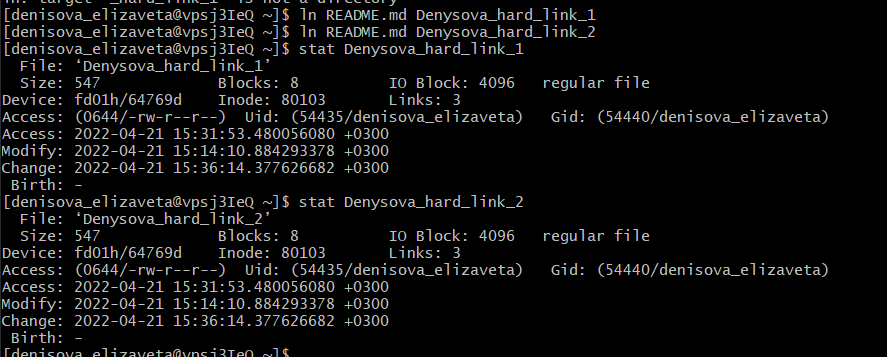 [denisova_elizaveta@vpsj3IeQ ~]$ ln README.md Denysova_hard_link_1
[denisova_elizaveta@vpsj3IeQ ~]$ ln README.md Denysova_hard_link_2
[denisova_elizaveta@vpsj3IeQ ~]$ stat Denysova_hard_link_1
  File: ‘Denysova_hard_link_1’
  Size: 547             Blocks: 8          IO Block: 4096   regular file
Device: fd01h/64769d    Inode: 80103       Links: 3
Access: (0644/-rw-r--r--)  Uid: (54435/denisova_elizaveta)   Gid: (54440/denisova_elizaveta)
Access: 2022-04-21 15:31:53.480056080 +0300
Modify: 2022-04-21 15:14:10.884293378 +0300
Change: 2022-04-21 15:36:14.377626682 +0300
 Birth: -
[denisova_elizaveta@vpsj3IeQ ~]$ stat Denysova_hard_link_2
  File: ‘Denysova_hard_link_2’
  Size: 547             Blocks: 8          IO Block: 4096   regular file
Device: fd01h/64769d    Inode: 80103       Links: 3
Access: (0644/-rw-r--r--)  Uid: (54435/denisova_elizaveta)   Gid: (54440/denisova_elizaveta)
Access: 2022-04-21 15:31:53.480056080 +0300
Modify: 2022-04-21 15:14:10.884293378 +0300
Change: 2022-04-21 15:36:14.377626682 +0300
 Birth: -
[denisova_elizaveta@vpsj3IeQ ~]$